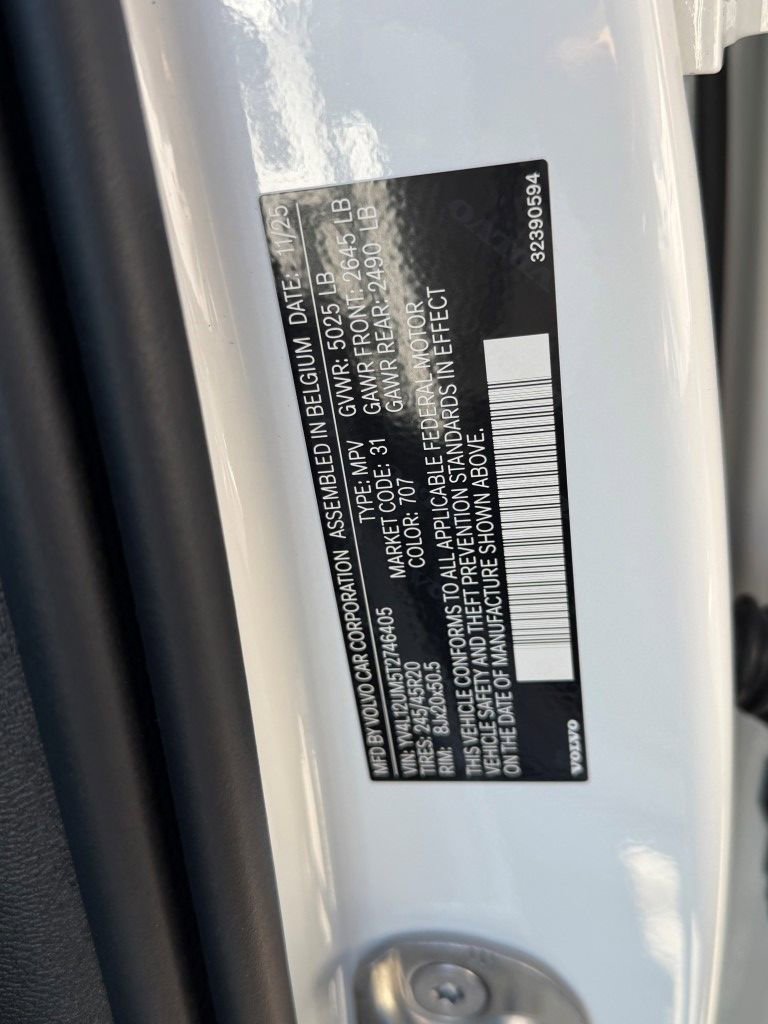 MFD BY VOLVO CAR CORPORATION ASSEMBLED IN BELGIUM DATE: 11/25
VIN: YV4L12UM5T2746405 TYPE: MPV GVWR: 5025 LB
TIRES: 245/45R20 MARKET CODE: 31 GAWR FRONT: 2645 LB
RIM: 8Jx20x50.5 COLOR: 707 GAWR REAR: 2490 LB
THIS VEHICLE CONFORMS TO ALL APPLICABLE FEDERAL MOTOR
VEHICLE SAFETY AND THEFT PREVENTION STANDARDS IN EFFECT
ON THE DATE OF MANUFACTURE SHOWN ABOVE.
VOLVO 32390594